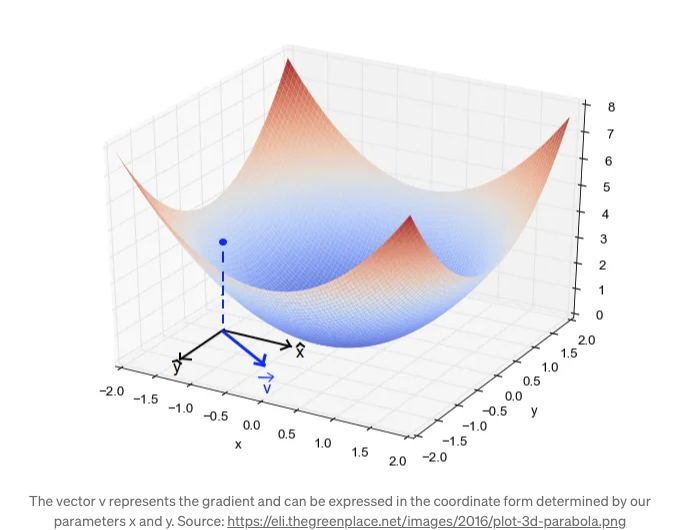 8
7
6
5
4
3
2
1
0
x̂
ŷ
v⃗
−2.0 −1.5 −1.0 −0.5 0.0 0.5 1.0 1.5 2.0
x
−2.0 −1.5 −1.0 −0.5 0.0 0.5 1.0 1.5 2.0
y
The vector v represents the gradient and can be expressed in the coordinate form determined by our
parameters x and y. Source: https://eli.thegreenplace.net/images/2016/plot-3d-parabola.png